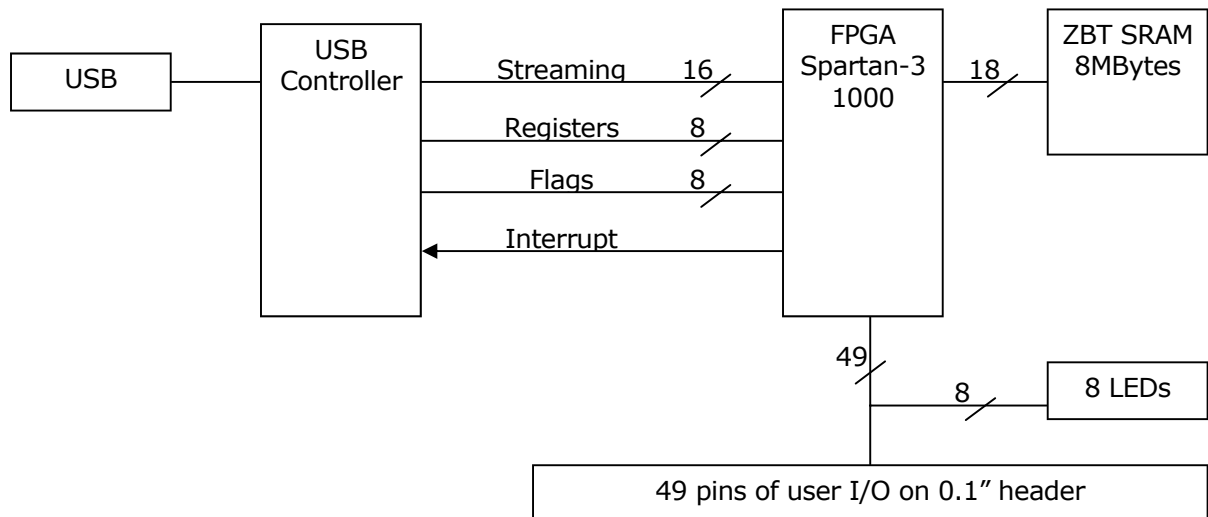 USB
USB
Controller
Streaming 16
Registers 8
Flags 8
Interrupt
FPGA
Spartan-3
1000
18
ZBT SRAM
8MBytes
49
8
8 LEDs
49 pins of user I/O on 0.1” header